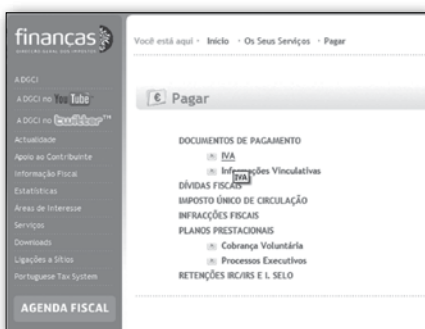 finanças
DIRECÇÃO GERAL DOS IMPOSTOS
A DGCI
A DGCI no YouTube
A DGCI no twitter™
Actualidade
Apoio ao Contribuinte
Informação Fiscal
Estatísticas
Áreas de Interesse
Serviços
Downloads
Ligações a Sítios
Portuguese Tax System
AGENDA FISCAL
Você está aqui • Início • Os Seus Serviços • Pagar
Pagar
DOCUMENTOS DE PAGAMENTO
IVA
Informações Vinculativas
IVA
DÍVIDAS FISCAIS
IMPOSTO ÚNICO DE CIRCULAÇÃO
INFRACÇÕES FISCAIS
PLANOS PRESTACIONAIS
Cobrança Voluntária
Processos Executivos
RETENÇÕES IRC/IRS E I. SELO